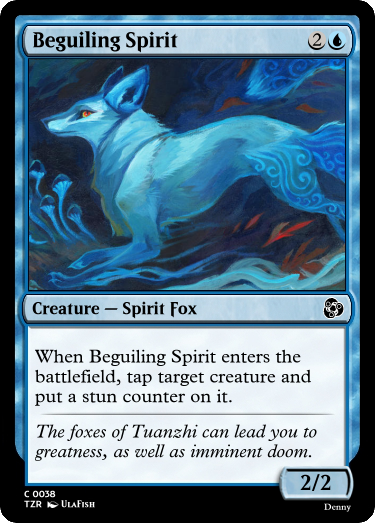 Beguiling Spirit 2
Creature — Spirit Fox
When Beguiling Spirit enters the
battlefield, tap target creature and
put a stun counter on it.
The foxes of Tuanzhi can lead you to
greatness, as well as imminent doom.
2/2
C 0038
TZR UlaFish
Denny